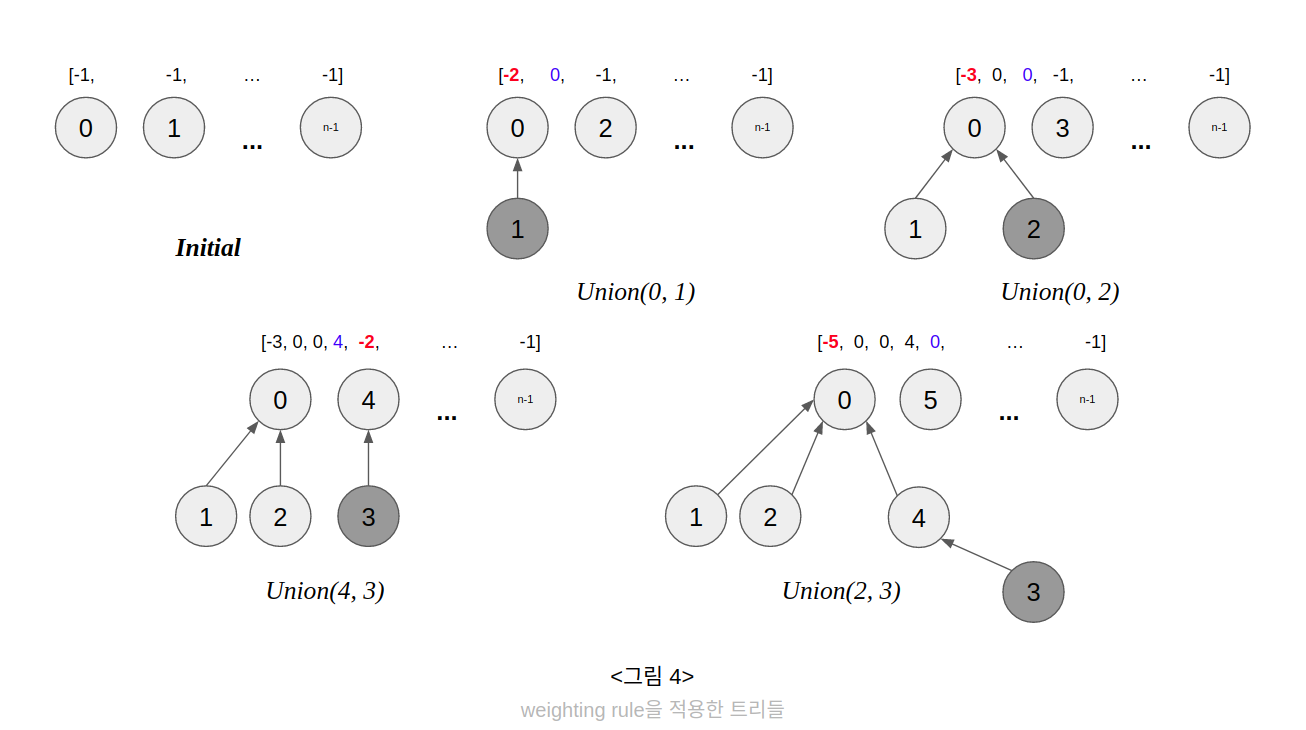 [-1, -1, ... -1]
0 1 ... n-1
Initial
[-2, 0, -1, ... -1]
0 2 ... n-1
1
Union(0, 1)
[-3, 0, 0, -1, ... -1]
0 3 ... n-1
1 2
Union(0, 2)
[-3, 0, 0, 4, -2, ... -1]
0 4 ... n-1
1 2 3
Union(4, 3)
[-5, 0, 0, 4, 0, ... -1]
0 5 ... n-1
1 2 4
3
Union(2, 3)
<그림 4>
weighting rule을 적용한 트리들